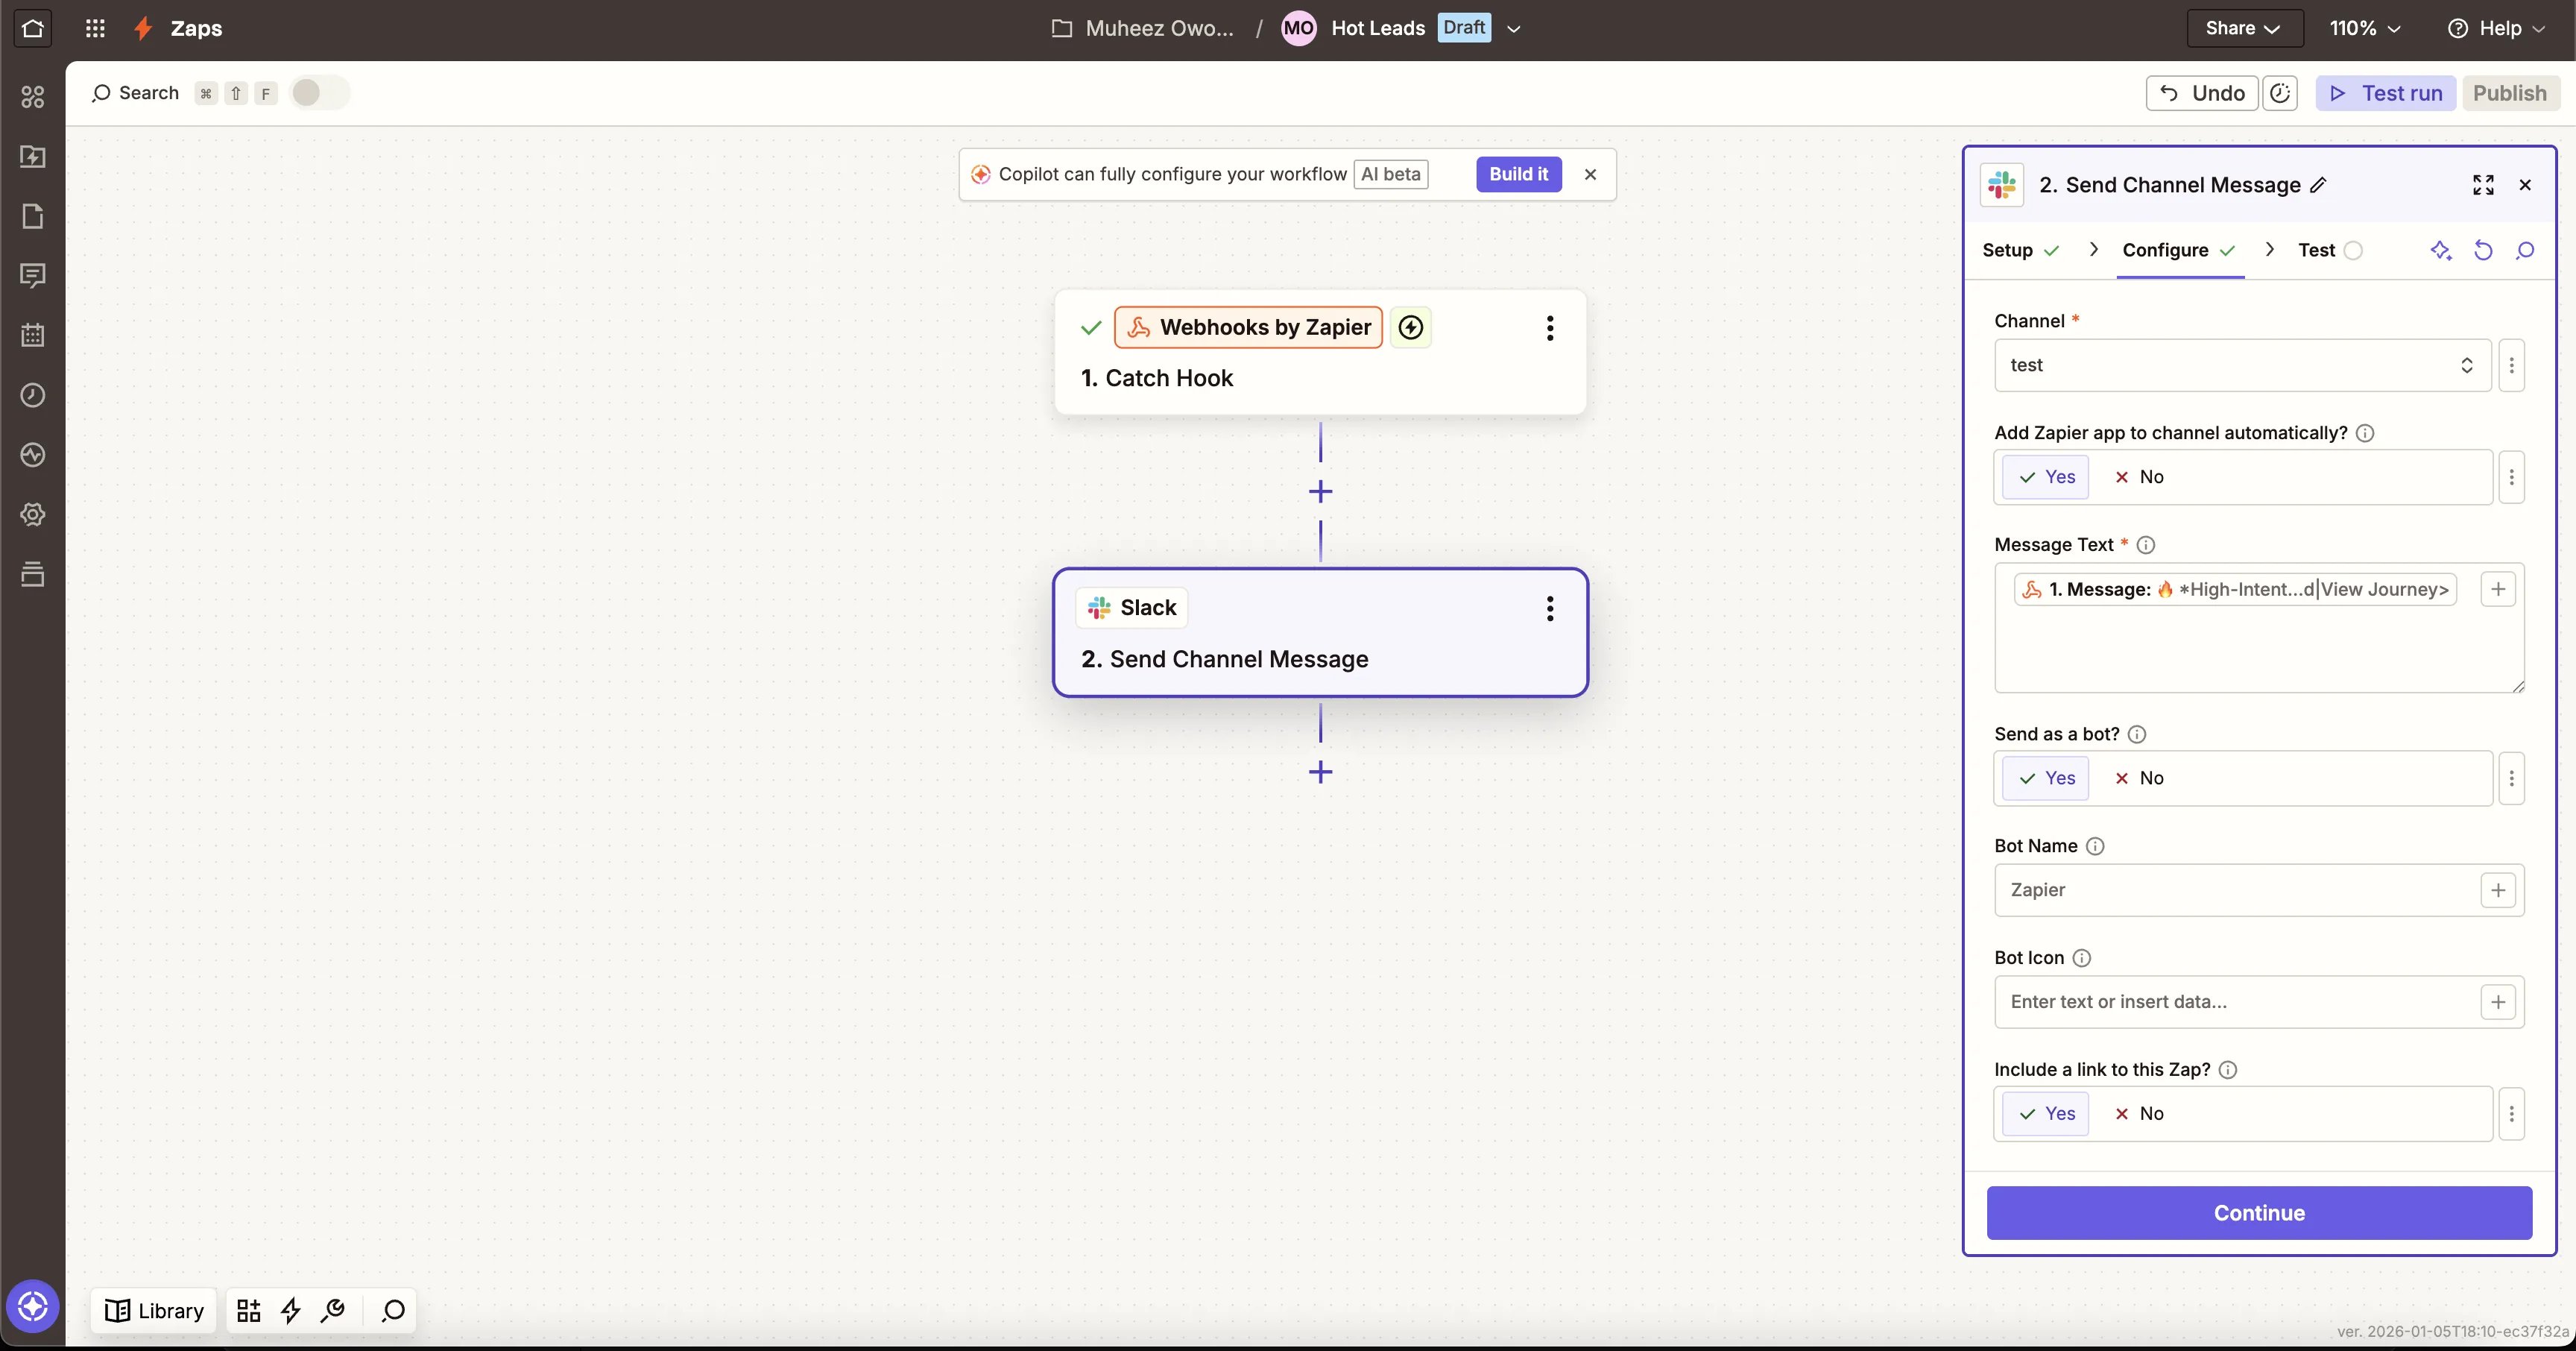 Zaps
Muheez Owo... / MO Hot Leads Draft
Share
110%
Help
Search ⌘ ⇧ F
Undo
Test run
Publish
Copilot can fully configure your workflow AI beta Build it
Webhooks by Zapier
1. Catch Hook
Slack
2. Send Channel Message
2. Send Channel Message
Setup
Configure
Test
Channel *
test
Add Zapier app to channel automatically?
Yes No
Message Text *
1. Message: 🔥 *High-Intent...d|View Journey>
Send as a bot?
Yes No
Bot Name
Zapier
Bot Icon
Enter text or insert data...
Include a link to this Zap?
Yes No
Continue
Library
ver. 2026-01-05T18:10-ec37f32a